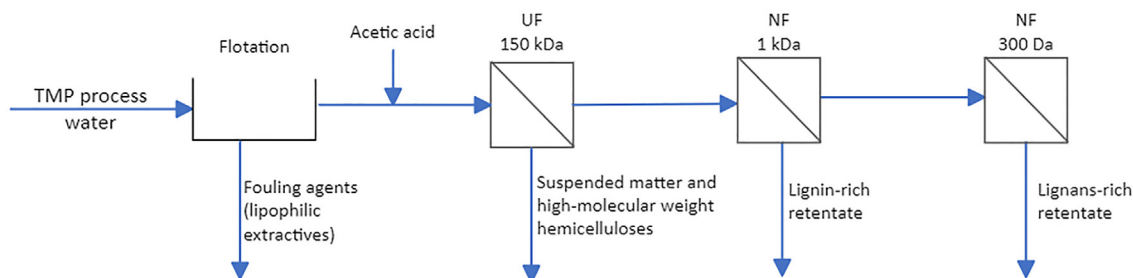 UF
150 kDa
NF
1 kDa
NF
300 Da
Flotation
Acetic acid
TMP process
water
Fouling agents
(lipophilic
extractives)
Suspended matter and
high-molecular weight
hemicelluloses
Lignin-rich
retentate
Lignans-rich
retentate